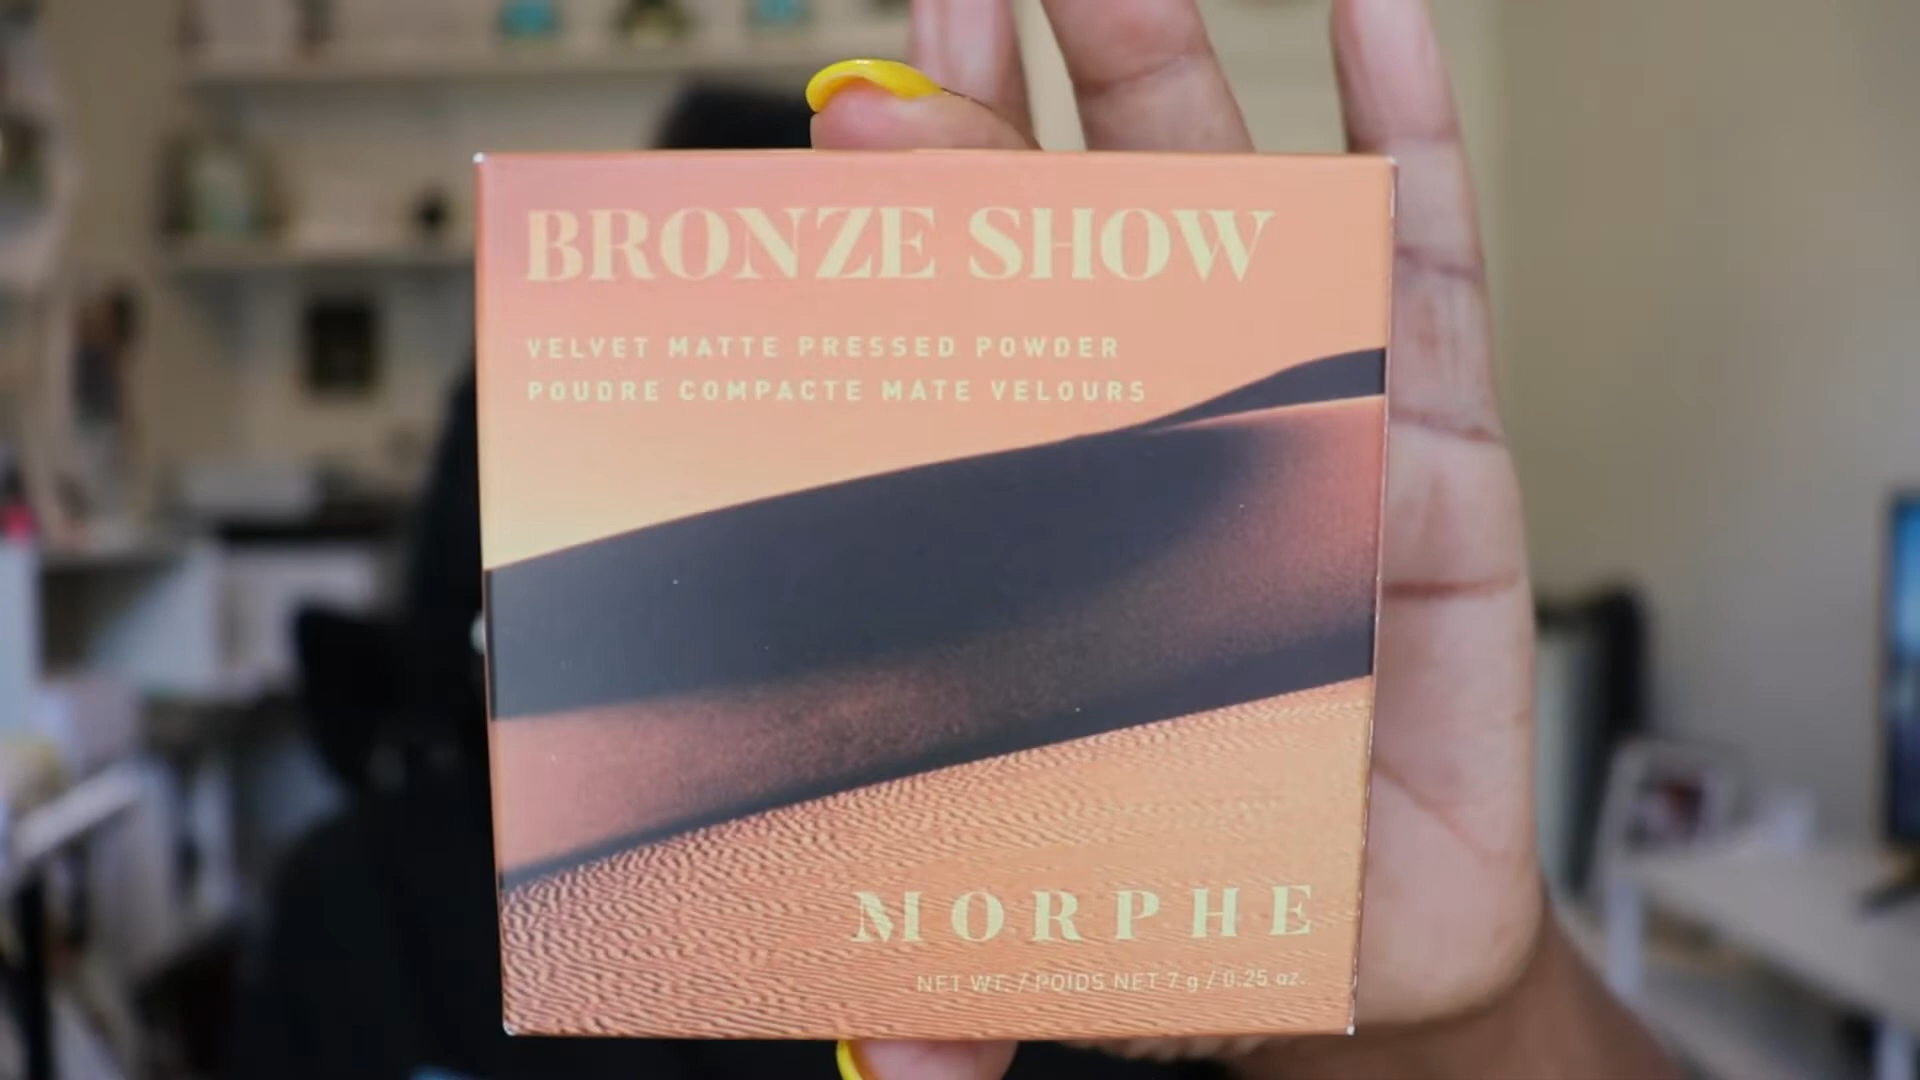 BRONZE SHOW
VELVET MATTE PRESSED POWDER
POUDRE COMPACTE MATE VELOURS
MORPHE
NET WT. / POIDS NET 7 g / 0.25 oz.